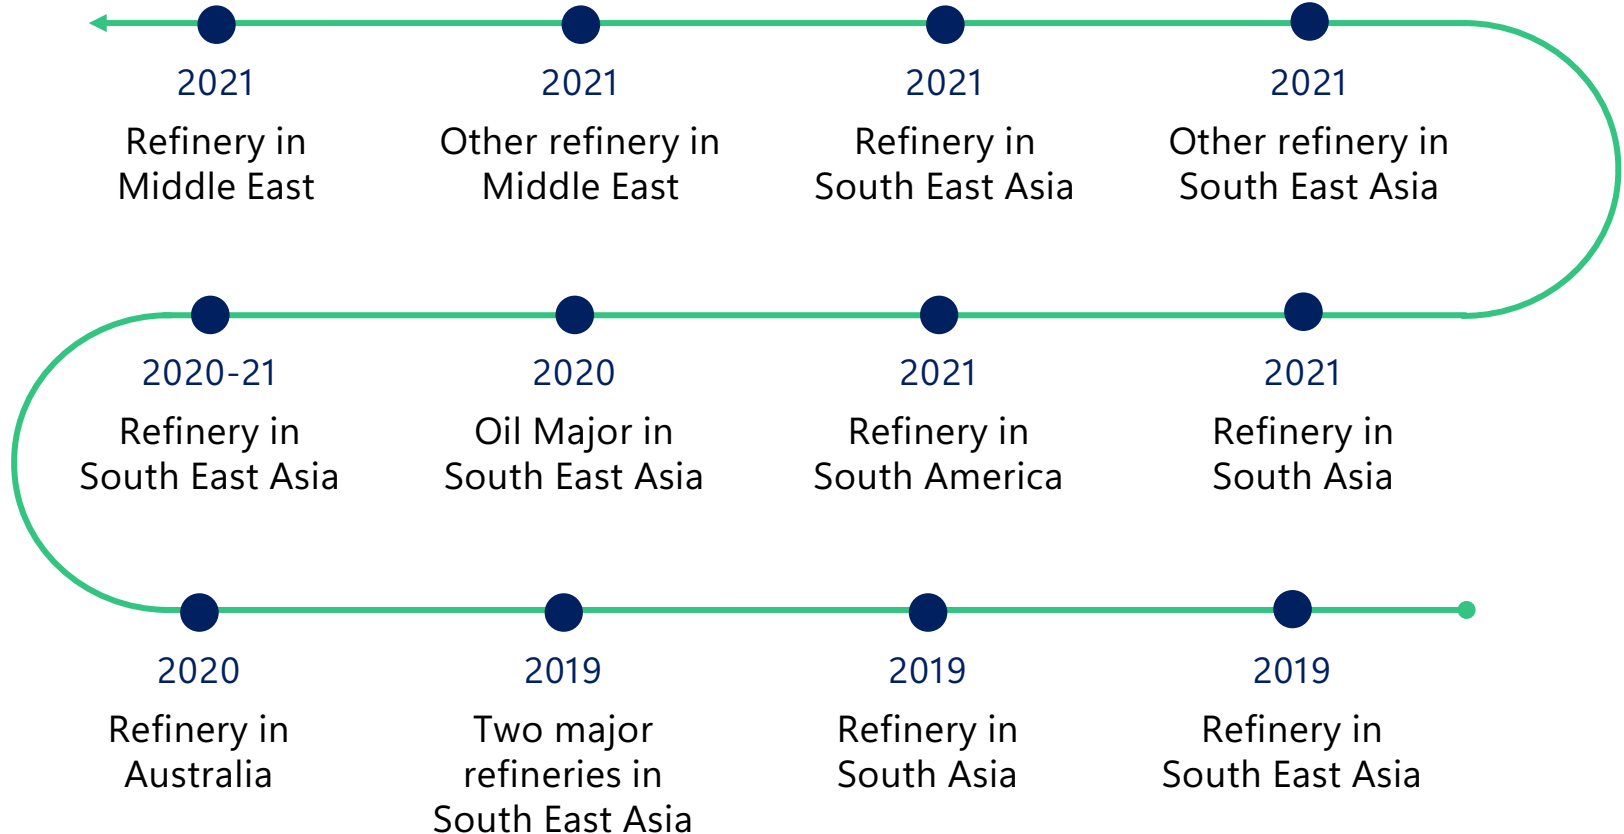 2021
Refinery in
Middle East
2021
Other refinery in
Middle East
2021
Refinery in
South East Asia
2021
Other refinery in
South East Asia
2020-21
Refinery in
South East Asia
2020
Oil Major in
South East Asia
2021
Refinery in
South America
2021
Refinery in
South Asia
2020
Refinery in
Australia
2019
Two major
refineries in
South East Asia
2019
Refinery in
South Asia
2019
Refinery in
South East Asia